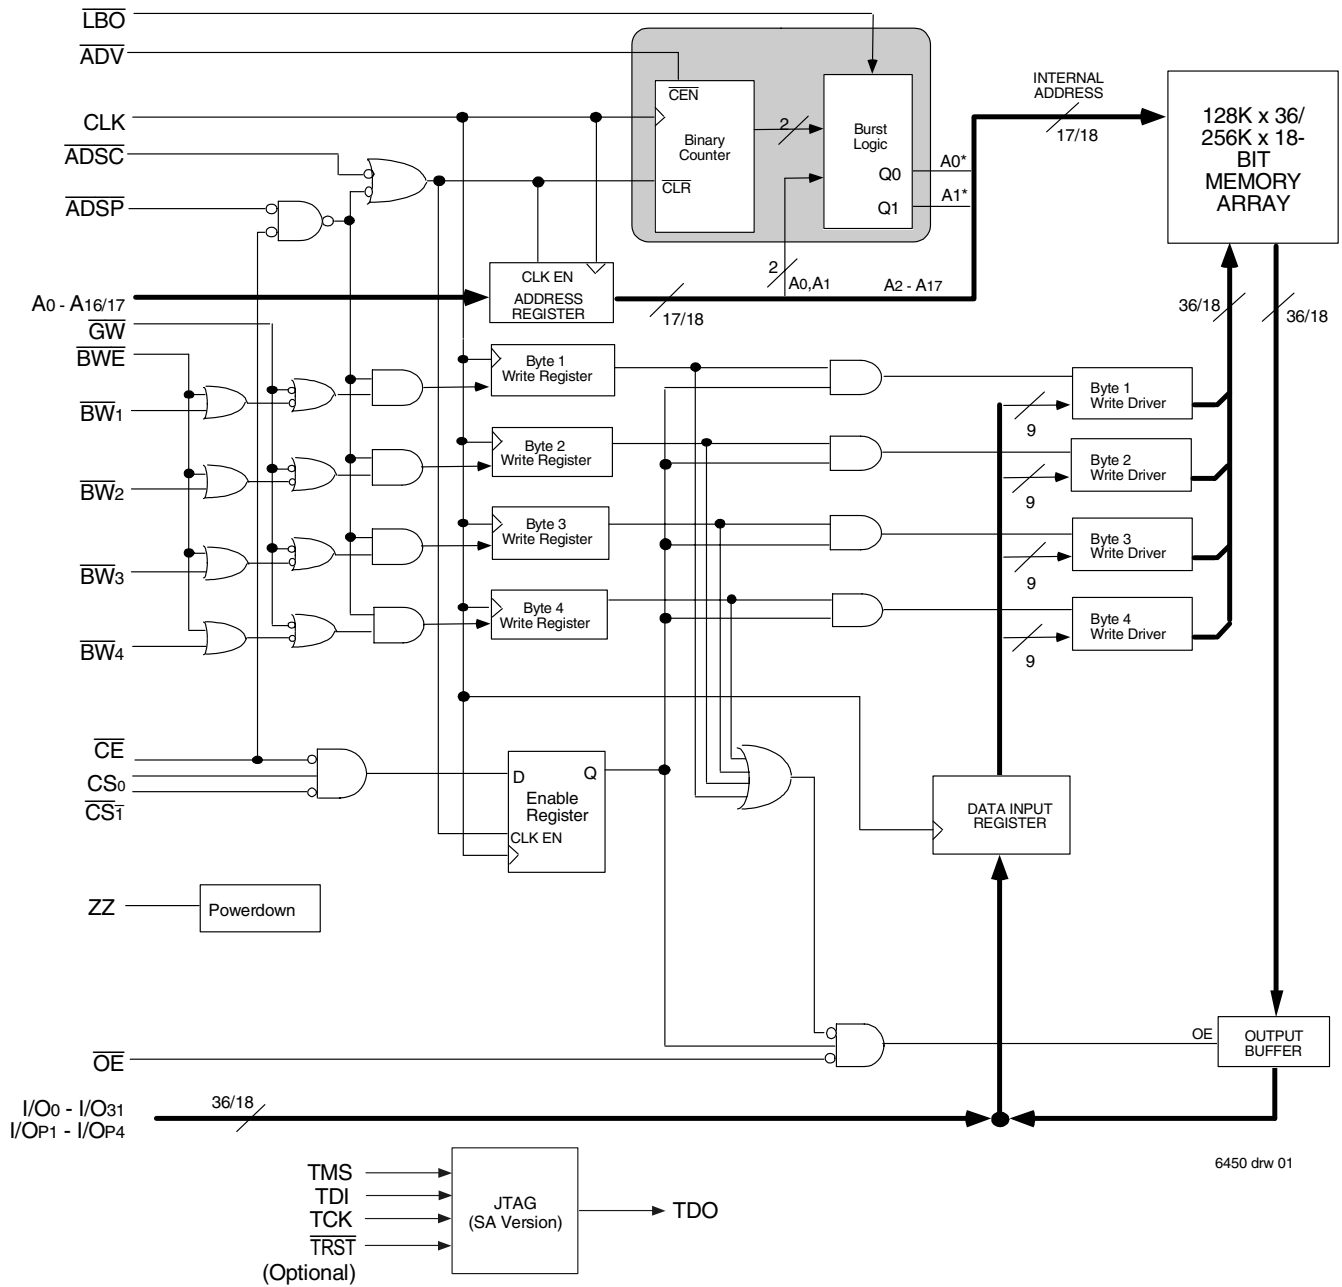 LBO
ADV
CLK
ADSC
ADSP
A0 - A16/17
GW
BWE
BW1
BW2
BW3
BW4
CE
CS0
CS1
ZZ
Powerdown
OE
I/O0 - I/O31
I/OP1 - I/OP4
36/18
CEN
Binary
Counter
CLR
2
Burst
Logic
Q0
Q1
A0*
A1*
INTERNAL
ADDRESS
17/18
128K x 36/
256K x 18-
BIT
MEMORY
ARRAY
CLK EN
ADDRESS
REGISTER
17/18
2
A0,A1
A2 - A17
36/18
36/18
Byte 1
Write Register
Byte 2
Write Register
Byte 3
Write Register
Byte 4
Write Register
9
Byte 1
Write Driver
9
Byte 2
Write Driver
9
Byte 3
Write Driver
9
Byte 4
Write Driver
D
Q
Enable
Register
CLK EN
DATA INPUT
REGISTER
OE
OUTPUT
BUFFER
6450 drw 01
TMS
TDI
TCK
TRST
(Optional)
JTAG
(SA Version)
TDO